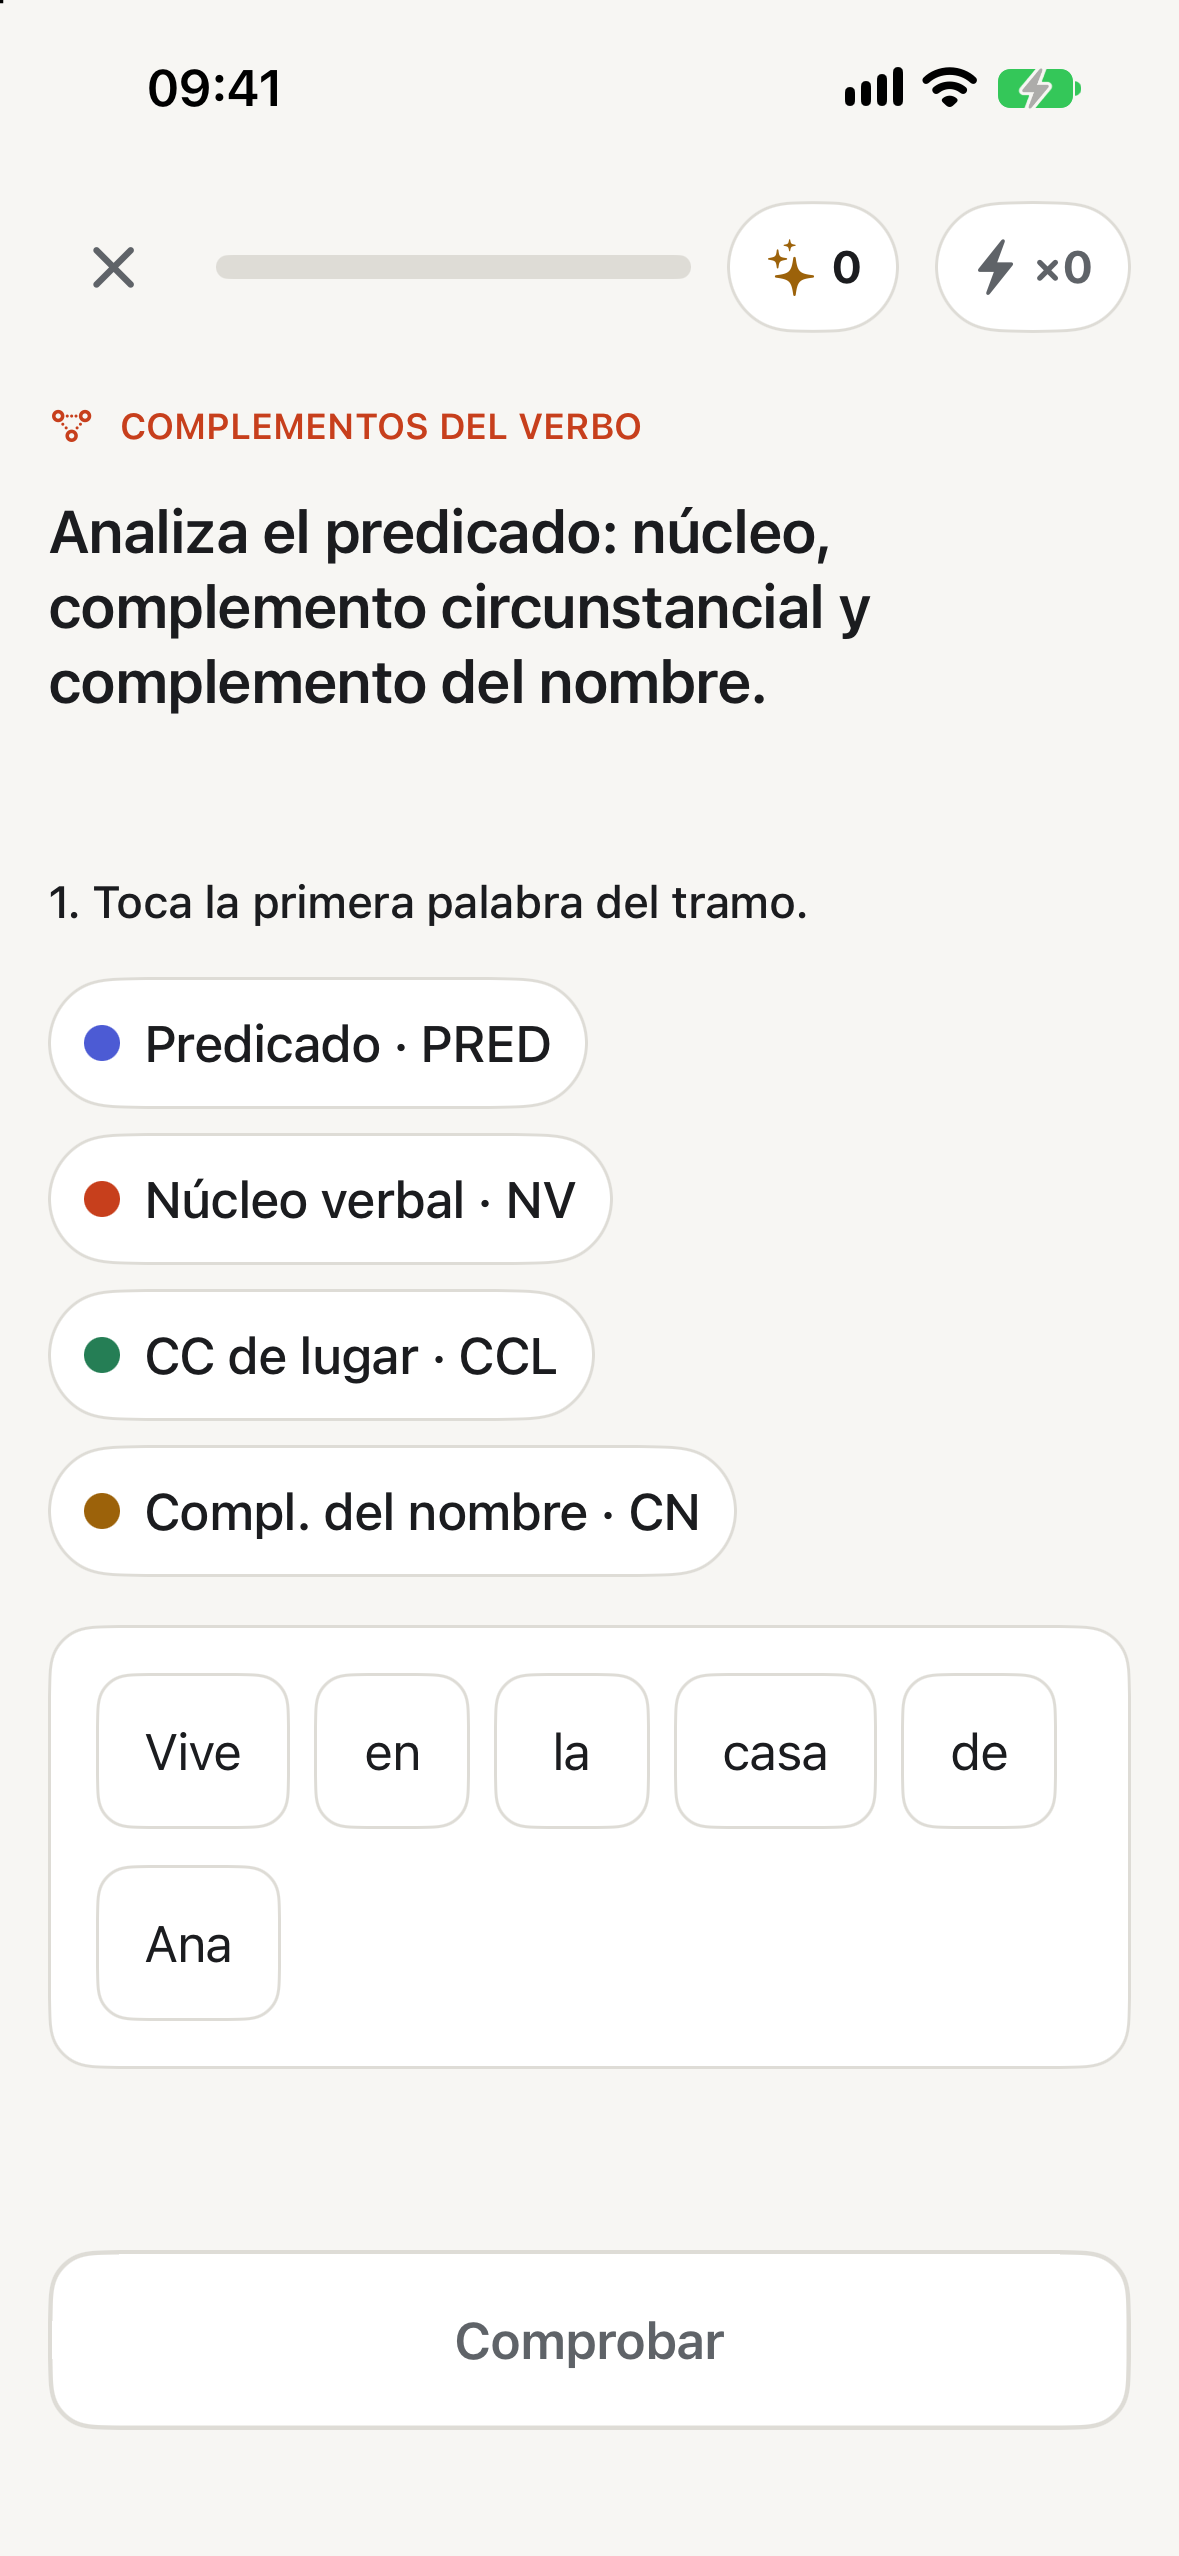 09:41
0
×0
COMPLEMENTOS DEL VERBO
Analiza el predicado: núcleo,
complemento circunstancial y
complemento del nombre.
1. Toca la primera palabra del tramo.
Predicado · PRED
Núcleo verbal · NV
CC de lugar · CCL
Compl. del nombre · CN
Vive en la casa de
Ana
Comprobar